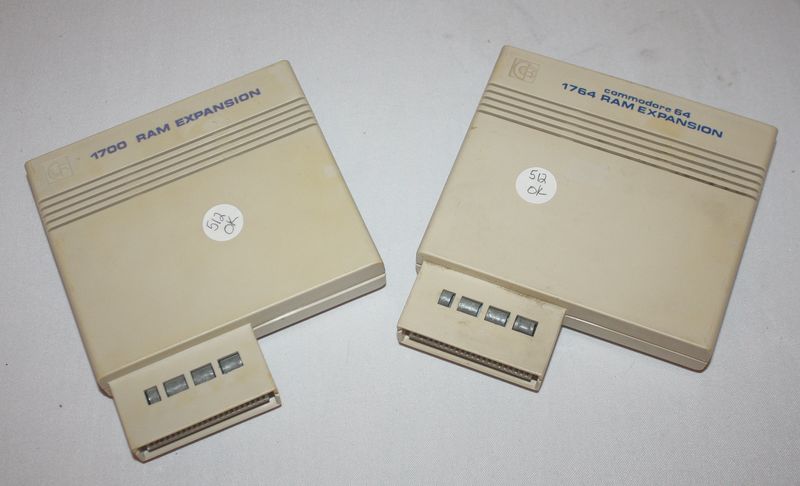 1700 RAM EXPANSION
512
OK
commodore 64
1764 RAM EXPANSION
512
OK